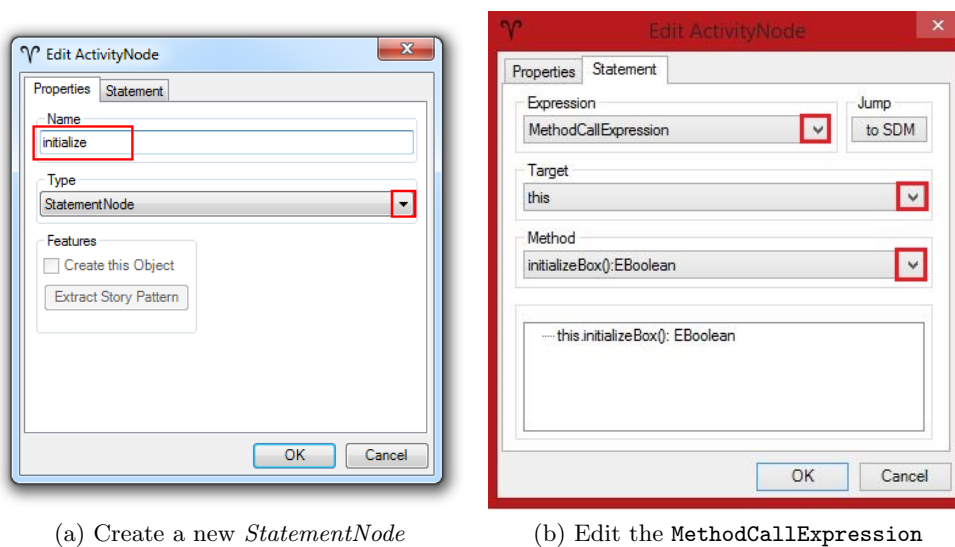 Edit ActivityNode
Properties Statement
Name
initialize
Type
StatementNode
Features
Create this Object
Extract Story Pattern
OK Cancel
(a) Create a new StatementNode
Edit ActivityNode
Properties Statement
Expression Jump
MethodCallExpression to SDM
Target
this
Method
initializeBox():EBoolean
this.initializeBox(): EBoolean
OK Cancel
(b) Edit the MethodCallExpression